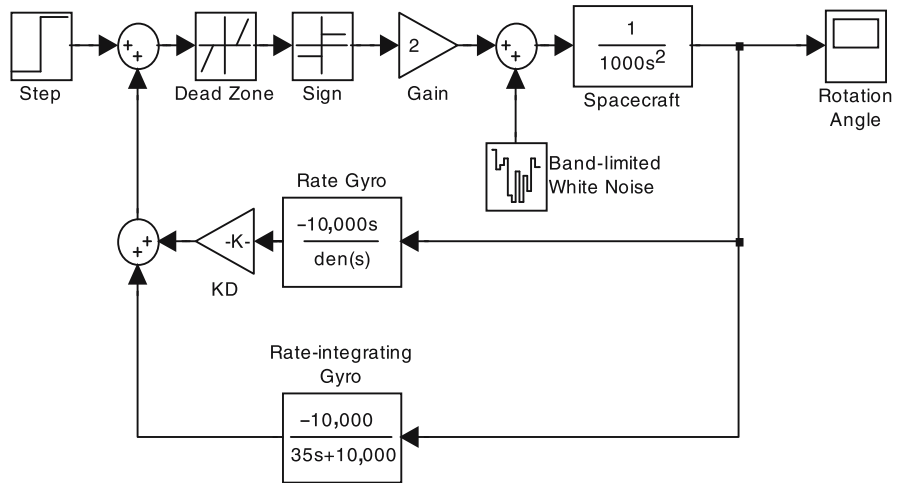 +
+
2
+
+
1
1000s2
Step
Dead Zone
Sign
Gain
Spacecraft
Rotation
Angle
Band-limited
White Noise
Rate Gyro
–10,000s
den(s)
-K-
+
+
KD
Rate-integrating
Gyro
–10,000
35s+10,000